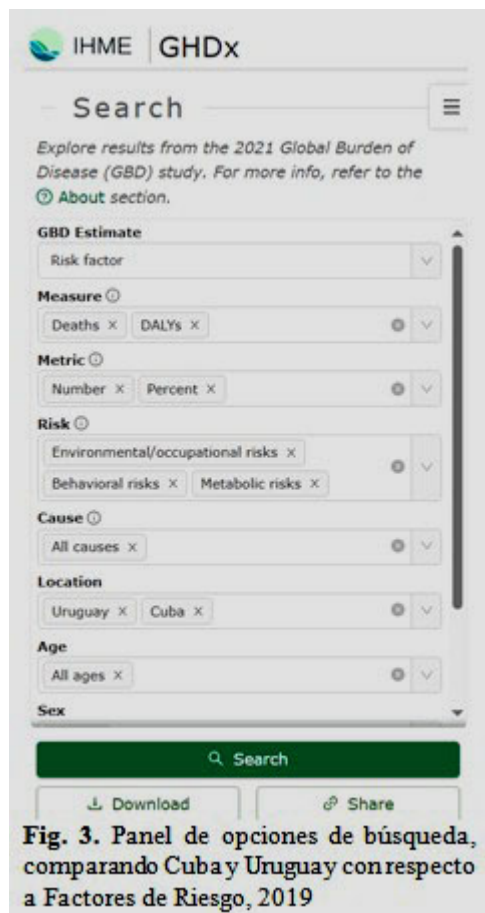 IHME | GHDx
Search
Explore results from the 2021 Global Burden of
Disease (GBD) study. For more info, refer to the
About section.
GBD Estimate
Risk factor
Measure
Deaths × DALYs ×
Metric
Number × Percent ×
Risk
Environmental/occupational risks ×
Behavioral risks × Metabolic risks ×
Cause
All causes ×
Location
Uruguay × Cuba ×
Age
All ages ×
Sex
Search
Download Share
Fig. 3. Panel de opciones de búsqueda,
comparando Cuba y Uruguay con respecto
a Factores de Riesgo, 2019